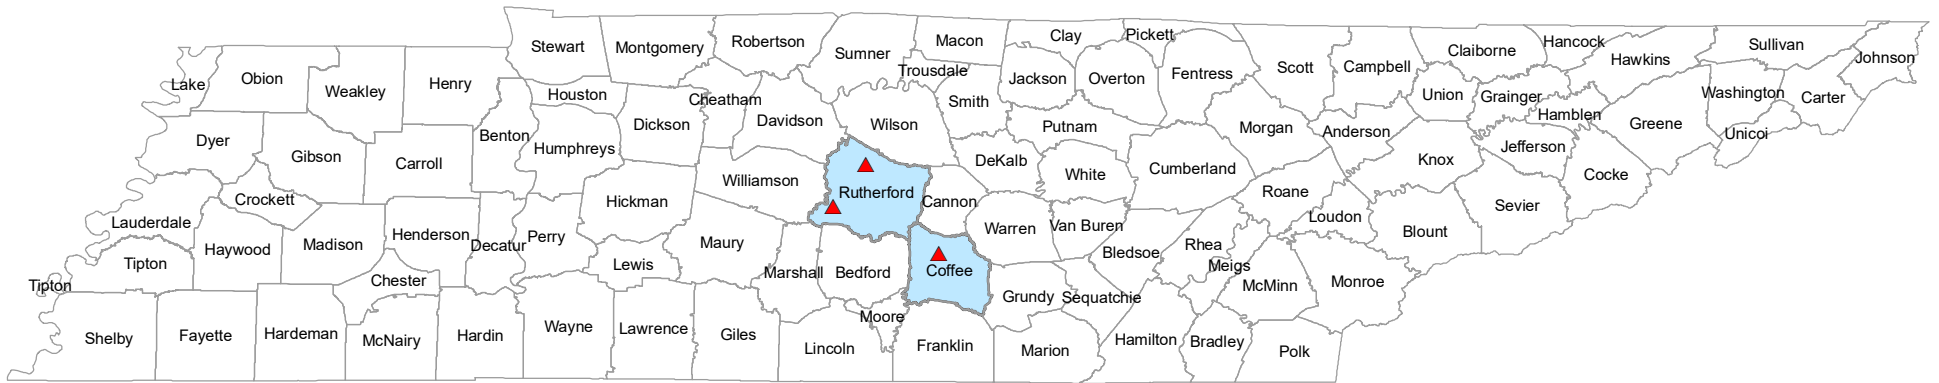 Stewart
Montgomery
Robertson
Sumner
Macon
Clay
Pickett
Claiborne
Hancock
Hawkins
Sullivan
Johnson
Lake
Obion
Weakley
Henry
Houston
Cheatham
Trousdale
Smith
Jackson
Overton
Fentress
Scott
Campbell
Union
Grainger
Hamblen
Washington
Carter
Unicoi
Greene
Dyer
Gibson
Carroll
Benton
Humphreys
Dickson
Davidson
Wilson
Putnam
Morgan
Anderson
Knox
Jefferson
Cocke
DeKalb
White
Cumberland
Roane
Loudon
Sevier
Blount
Lauderdale
Crockett
Haywood
Madison
Henderson
Decatur
Perry
Hickman
Williamson
Rutherford
Cannon
Warren
Van Buren
Bledsoe
Rhea
Meigs
McMinn
Monroe
Tipton
Tipton
Chester
Lewis
Maury
Marshall
Bedford
Coffee
Grundy
Sequatchie
Shelby
Fayette
Hardeman
McNairy
Hardin
Wayne
Lawrence
Giles
Lincoln
Moore
Franklin
Marion
Hamilton
Bradley
Polk